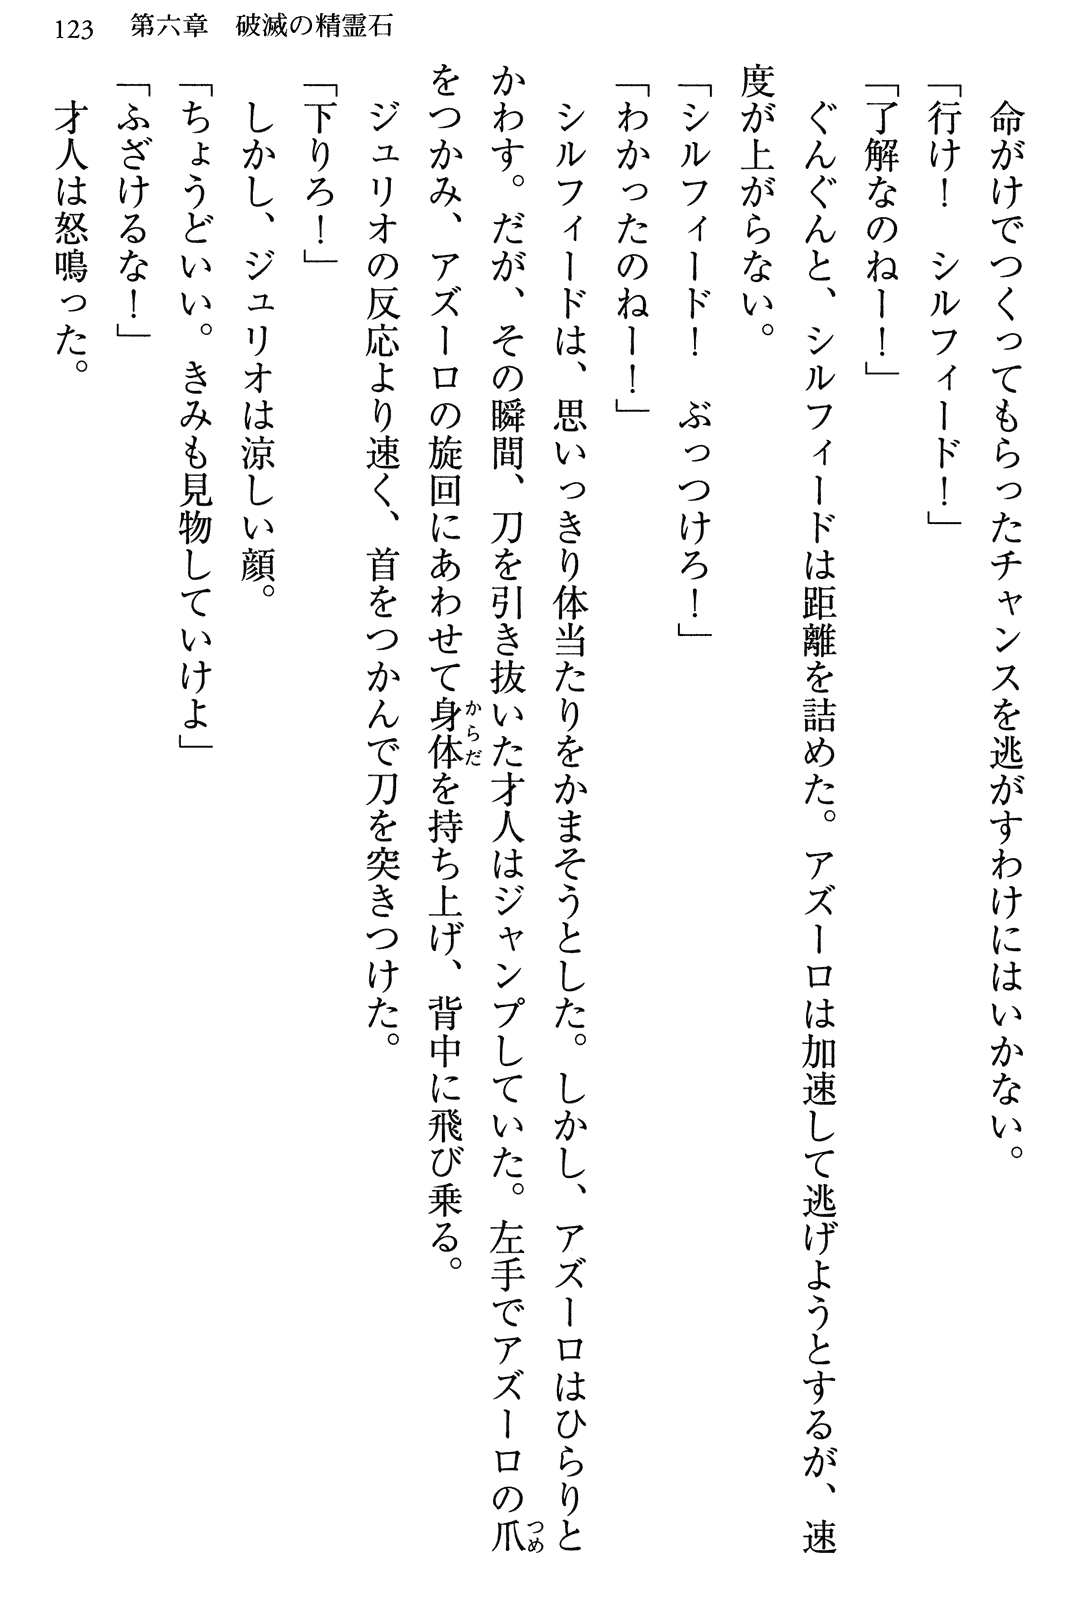 123　第六章　破滅の精霊石
　命がけでつくってもらったチャンスを逃がすわけにはいかない。
「行け！　シルフィード！」
「了解なのねー！」
　ぐんぐんと、シルフィードは距離を詰めた。アズーロは加速して逃げようとするが、速
度が上がらない。
「シルフィード！　ぶっつけろ！」
「わかったのねー！」
　シルフィードは、思いっきり体当たりをかまそうとした。しかし、アズーロはひらりと
かわす。だが、その瞬間、刀を引き抜いた才人はジャンプしていた。左手でアズーロの爪つめ
をつかみ、アズーロの旋回にあわせて身体からだを持ち上げ、背中に飛び乗る。
　ジュリオの反応より速く、首をつかんで刀を突きつけた。
「下りろ！」
　しかし、ジュリオは涼しい顔。
「ちょうどいい。きみも見物していけよ」
「ふざけるな！」
　才人は怒鳴った。